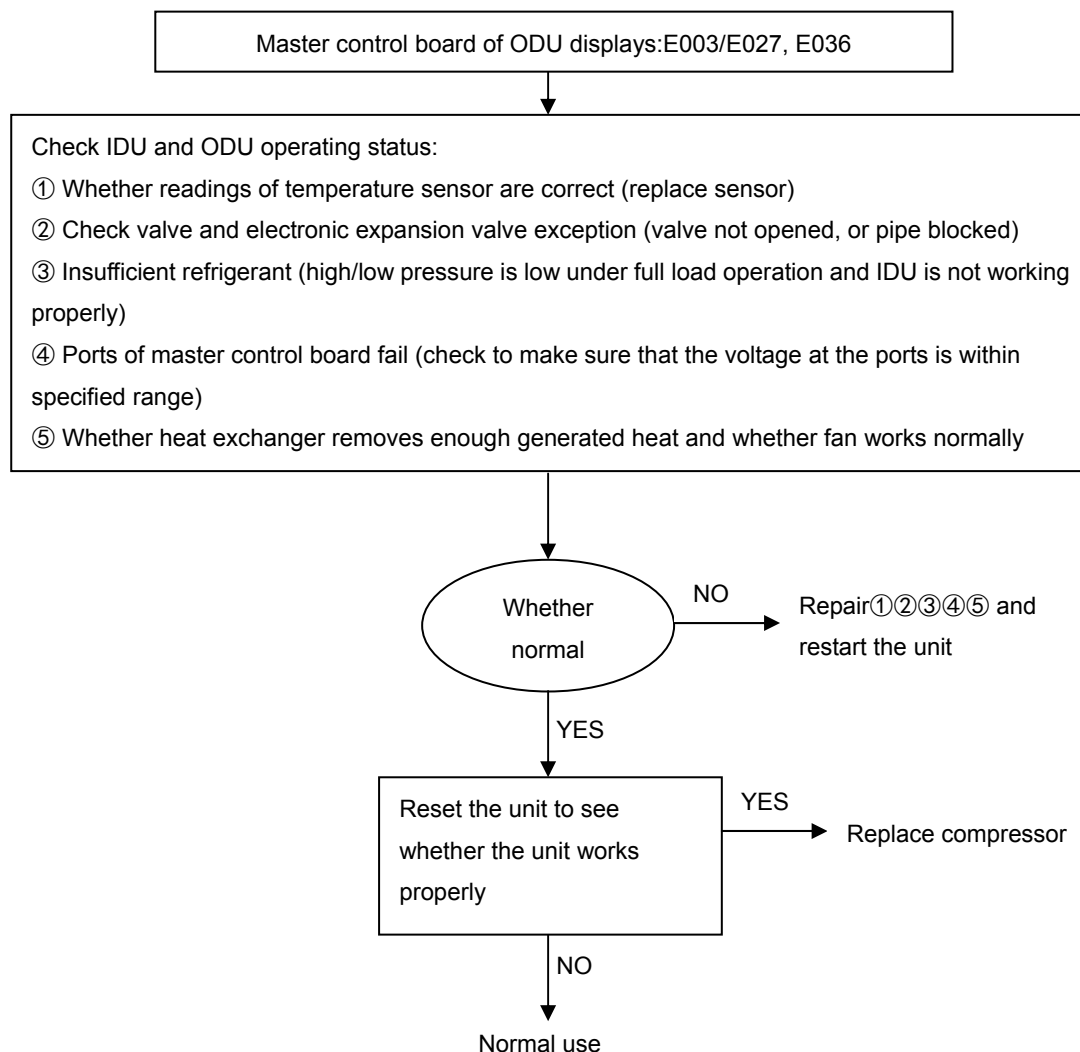 Master control board of ODU displays:E003/E027, E036
Check IDU and ODU operating status:
① Whether readings of temperature sensor are correct (replace sensor)
② Check valve and electronic expansion valve exception (valve not opened, or pipe blocked)
③ Insufficient refrigerant (high/low pressure is low under full load operation and IDU is not working
properly)
④ Ports of master control board fail (check to make sure that the voltage at the ports is within
specified range)
⑤ Whether heat exchanger removes enough generated heat and whether fan works normally
Whether
normal
NO
Repair①②③④⑤ and
restart the unit
YES
Reset the unit to see
whether the unit works
properly
YES
Replace compressor
NO
Normal use